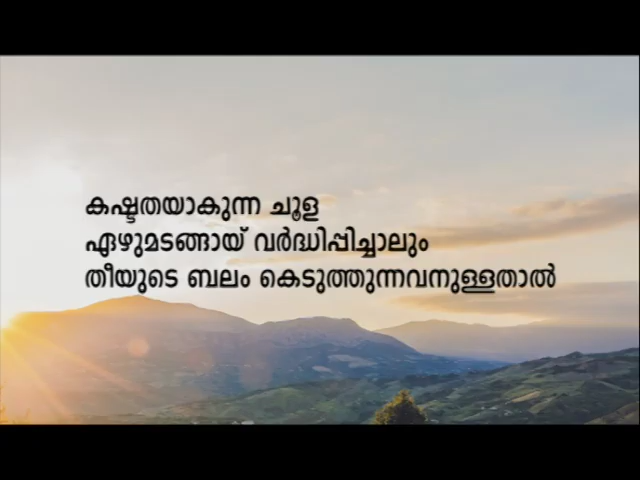 കഷ്ടതയാകുന്ന ചൂള
ഏഴുമടങ്ങായ് വർദ്ധിപ്പിച്ചാലും
തീയുടെ ബലം കെടുത്തുന്നവനുള്ളതാൽ